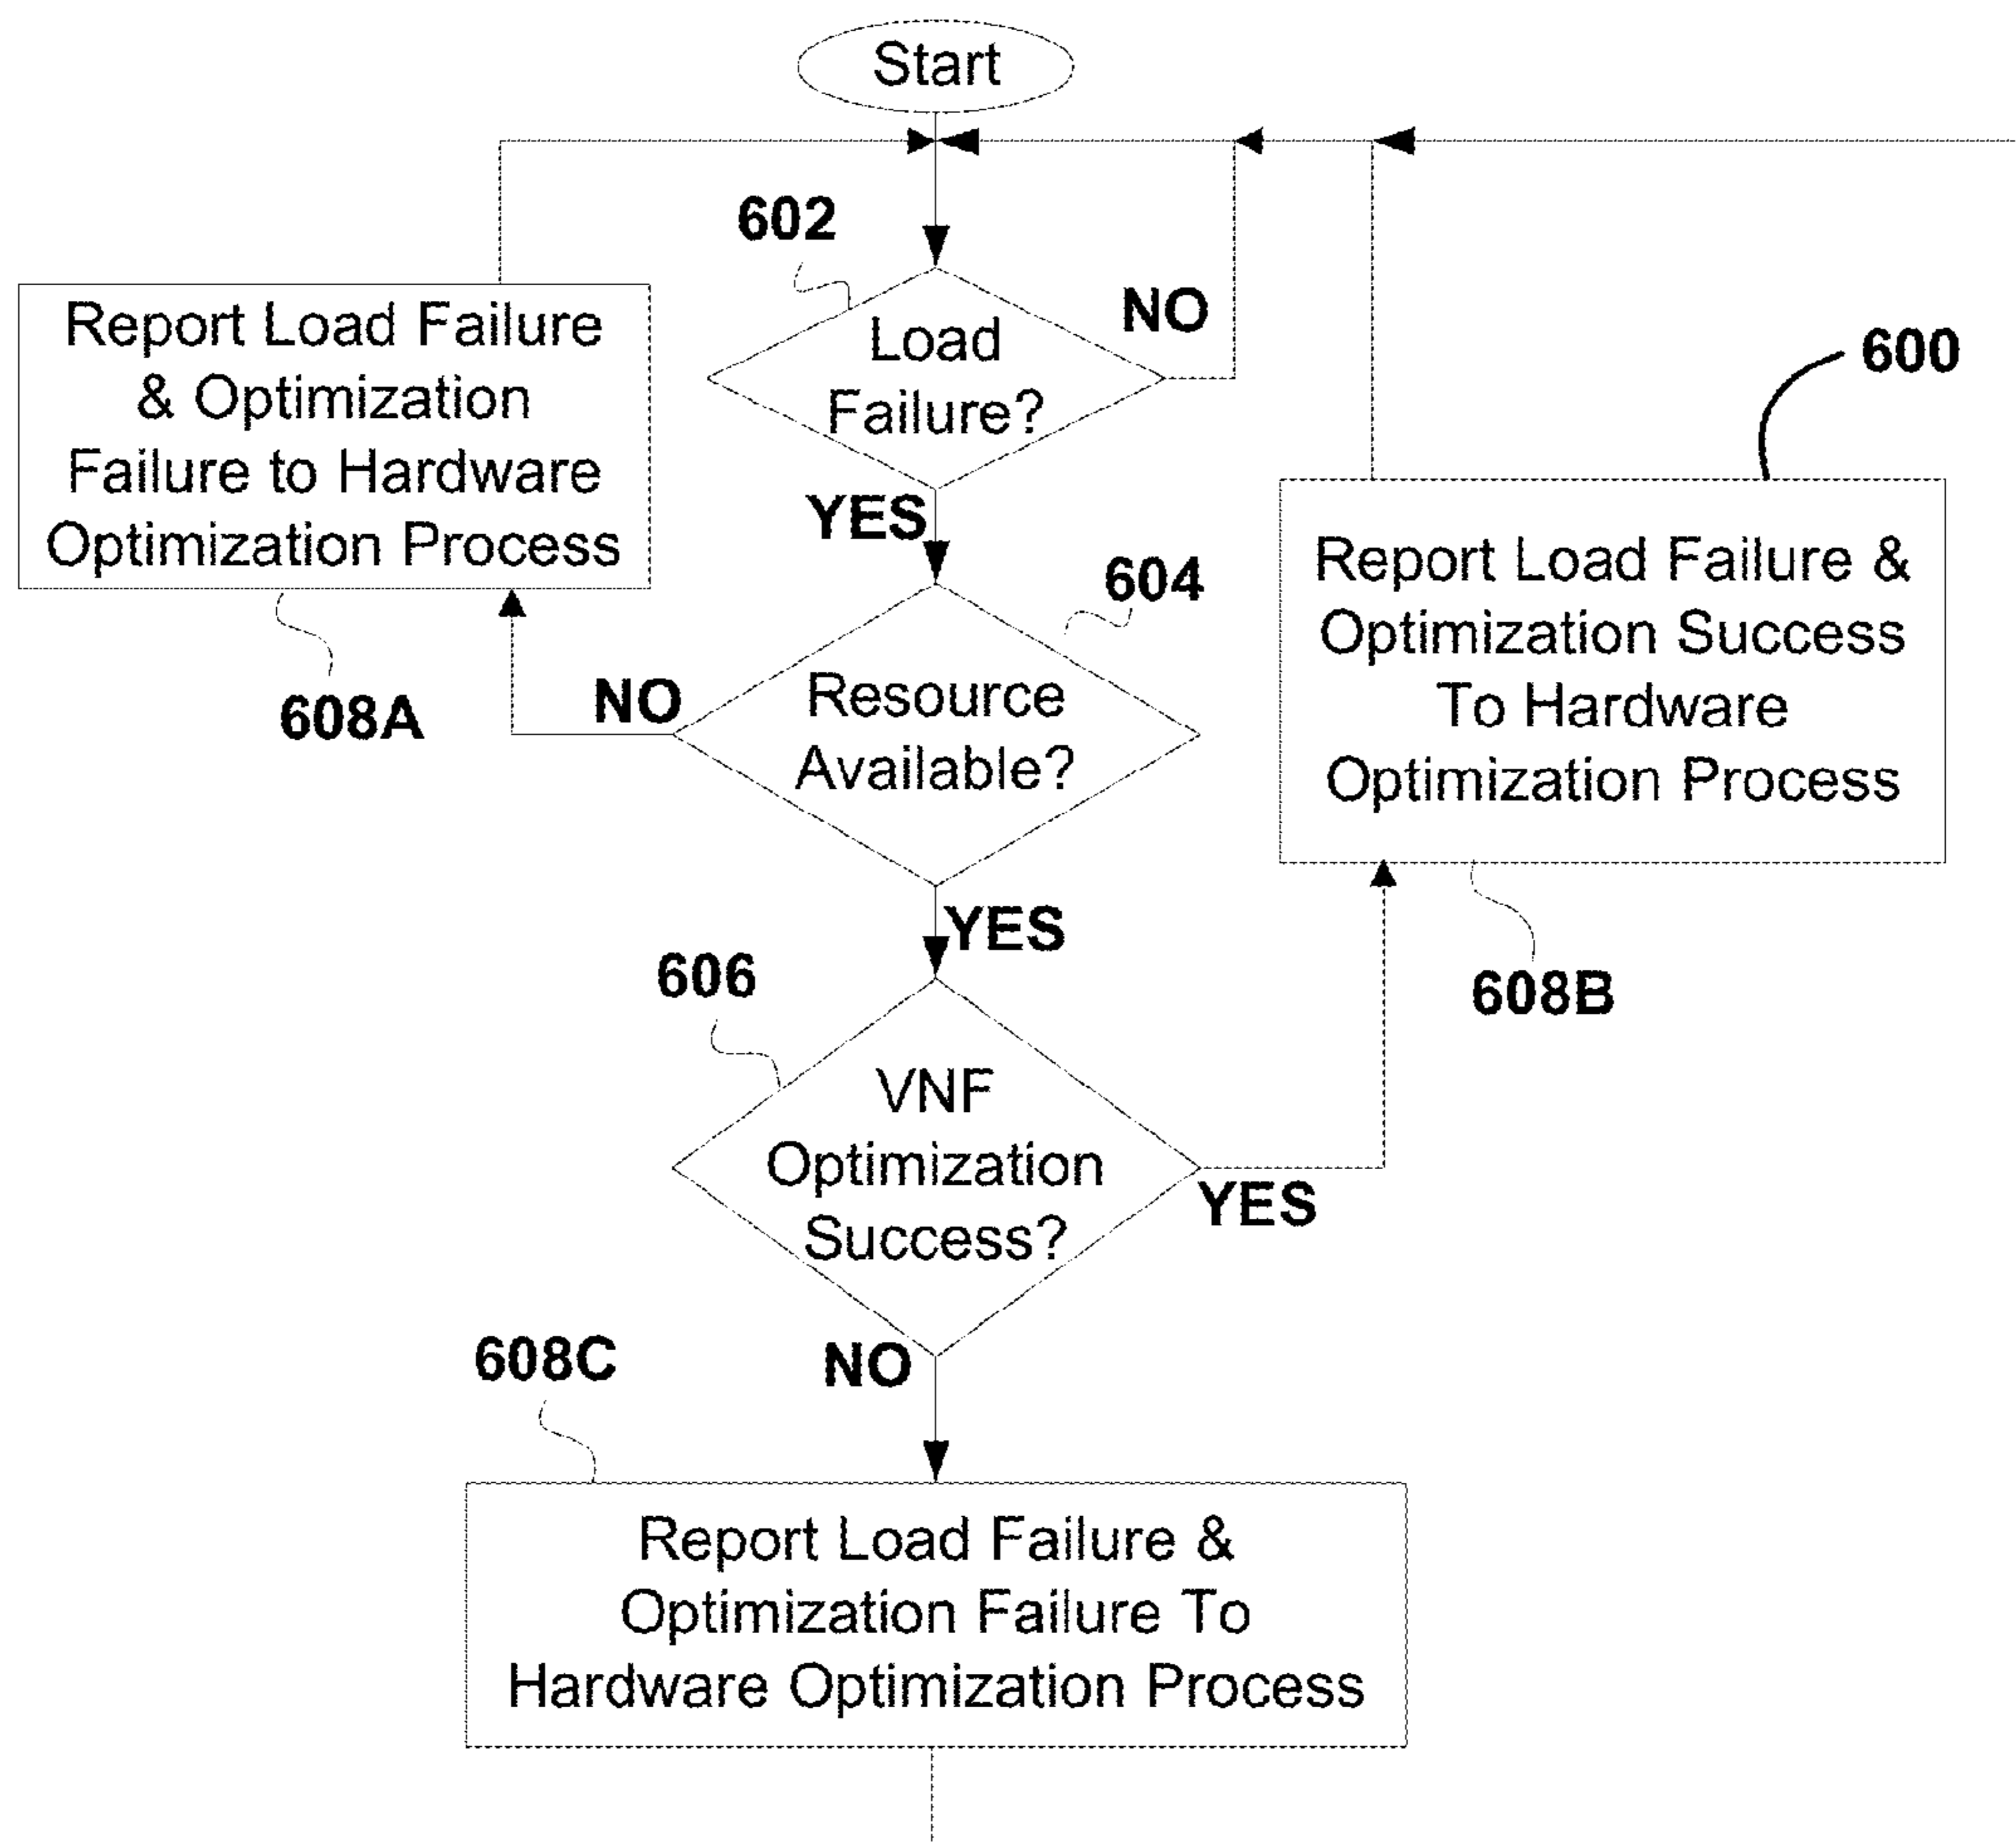 Start
602
Load
Failure?
NO
YES
Report Load Failure
& Optimization
Failure to Hardware
Optimization Process
608A
600
Report Load Failure &
Optimization Success
To Hardware
Optimization Process
608B
604
Resource
Available?
NO
YES
606
VNF
Optimization
Success?
YES
NO
608C
Report Load Failure &
Optimization Failure To
Hardware Optimization Process